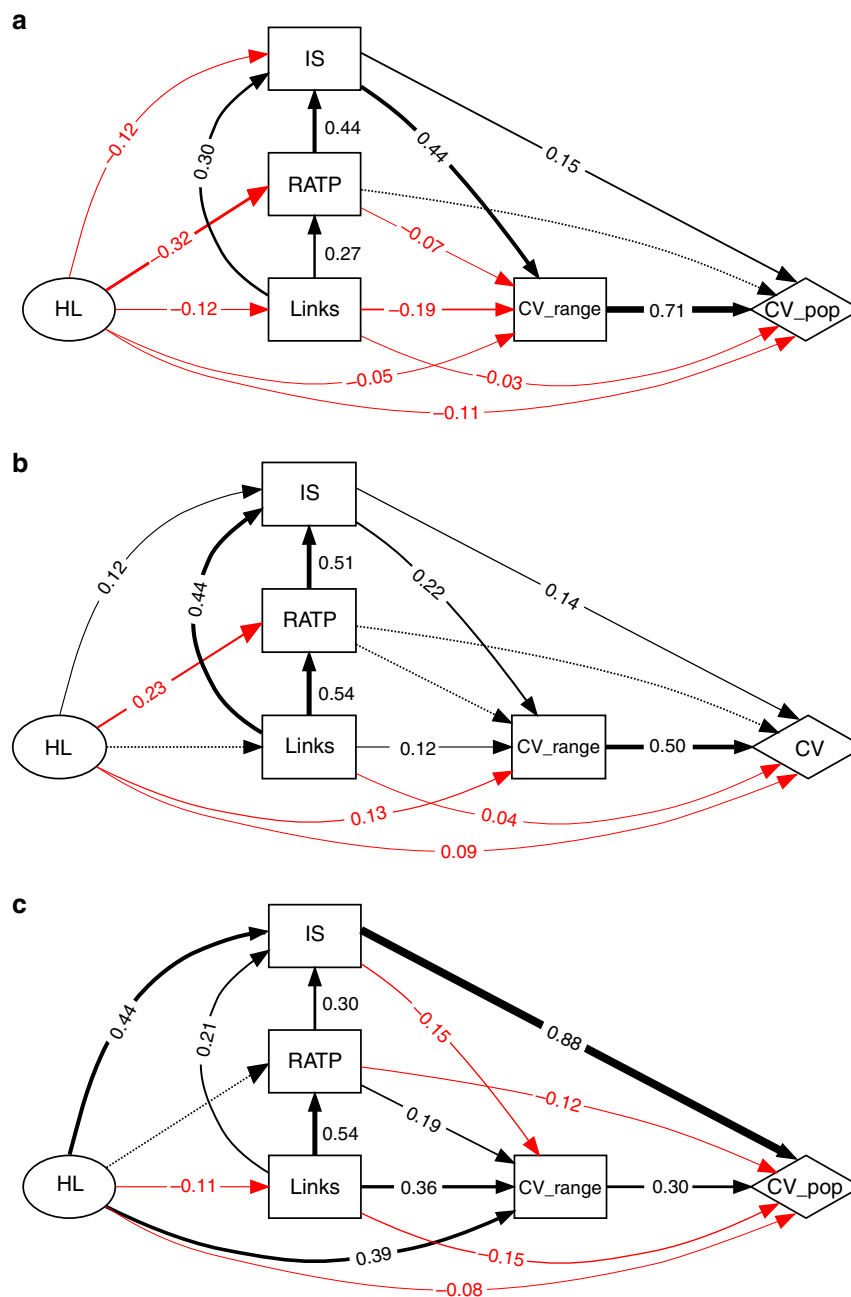 a
IS
−0.12
0.30
0.44
0.44
0.15
RATP
−0.32
−0.07
0.27
HL
−0.12
Links
−0.19
CV_range
0.71
CV_pop
−0.05
−0.03
−0.11
b
IS
0.12
0.44
0.51
0.22
0.14
RATP
0.23
0.54
HL
Links
0.12
CV_range
0.50
CV
0.13
0.04
0.09
c
IS
0.44
0.21
0.30
−0.15
0.88
RATP
−0.12
0.19
0.54
HL
−0.11
Links
0.36
CV_range
0.30
CV_pop
0.39
−0.15
−0.08